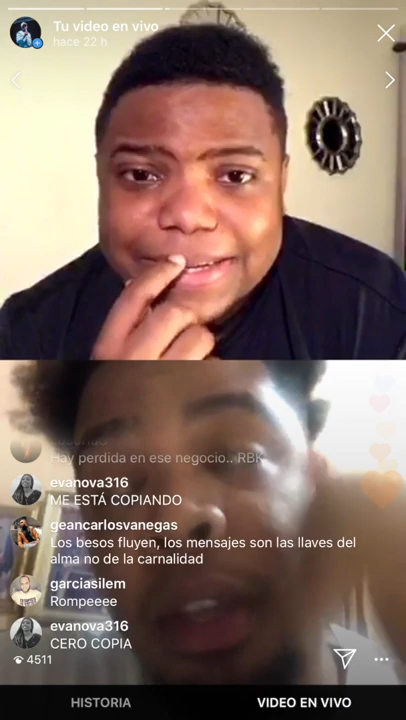 Tu video en vivo
hace 22 h
Hay perdida en ese negocio.. RBK
evanova316
ME ESTÁ COPIANDO
geancarlosvanegas
Los besos fluyen, los mensajes son las llaves del
alma no de la carnalidad
garciasilem
Rompeeee
evanova316
CERO COPIA
4511
HISTORIA
VIDEO EN VIVO